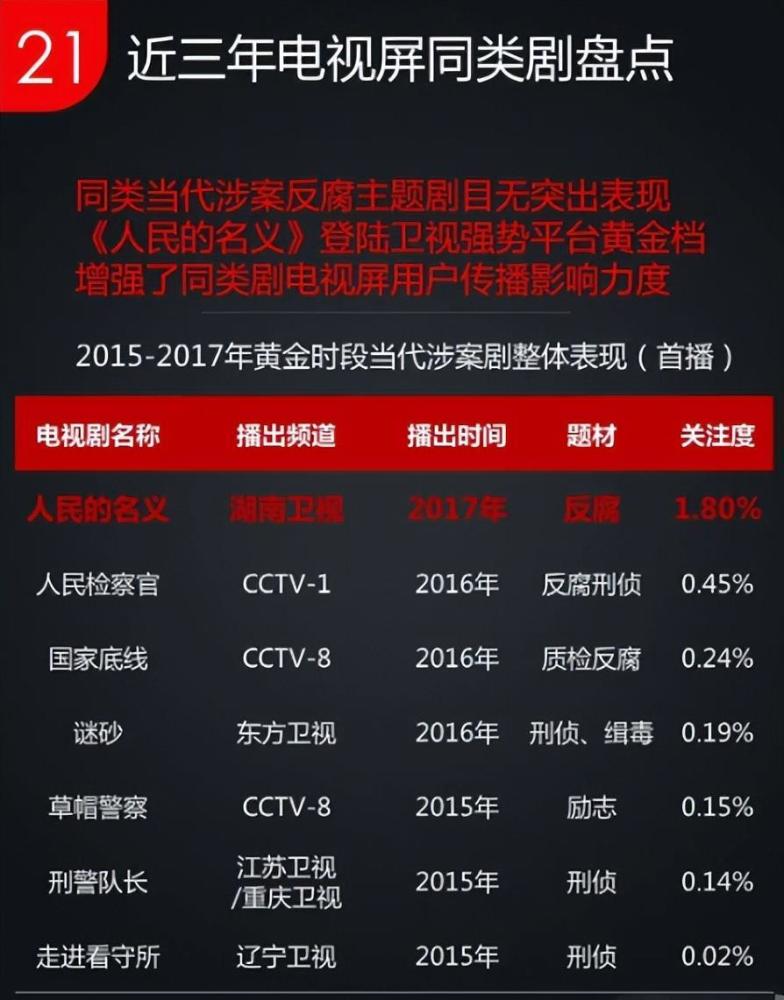 21 近三年电视屏同类剧盘点
同类当代涉案反腐主题剧目无突出表现
《人民的名义》登陆卫视强势平台黄金档
增强了同类剧电视屏用户传播影响力度
2015-2017年黄金时段当代涉案剧整体表现（首播）
电视剧名称 播出频道 播出时间 题材 关注度
人民的名义 湖南卫视 2017年 反腐 1.80%
人民检察官 CCTV-1 2016年 反腐刑侦 0.45%
国家底线 CCTV-8 2016年 质检反腐 0.24%
谜砂 东方卫视 2016年 刑侦、缉毒 0.19%
草帽警察 CCTV-8 2015年 励志 0.15%
刑警队长 江苏卫视 2015年 刑侦 0.14%
/重庆卫视
走进看守所 辽宁卫视 2015年 刑侦 0.02%